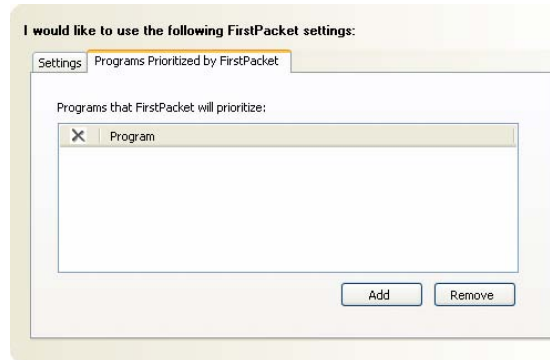 I would like to use the following FirstPacket settings:
Settings Programs Prioritized by FirstPacket
Programs that FirstPacket will prioritize:
Program
Add Remove